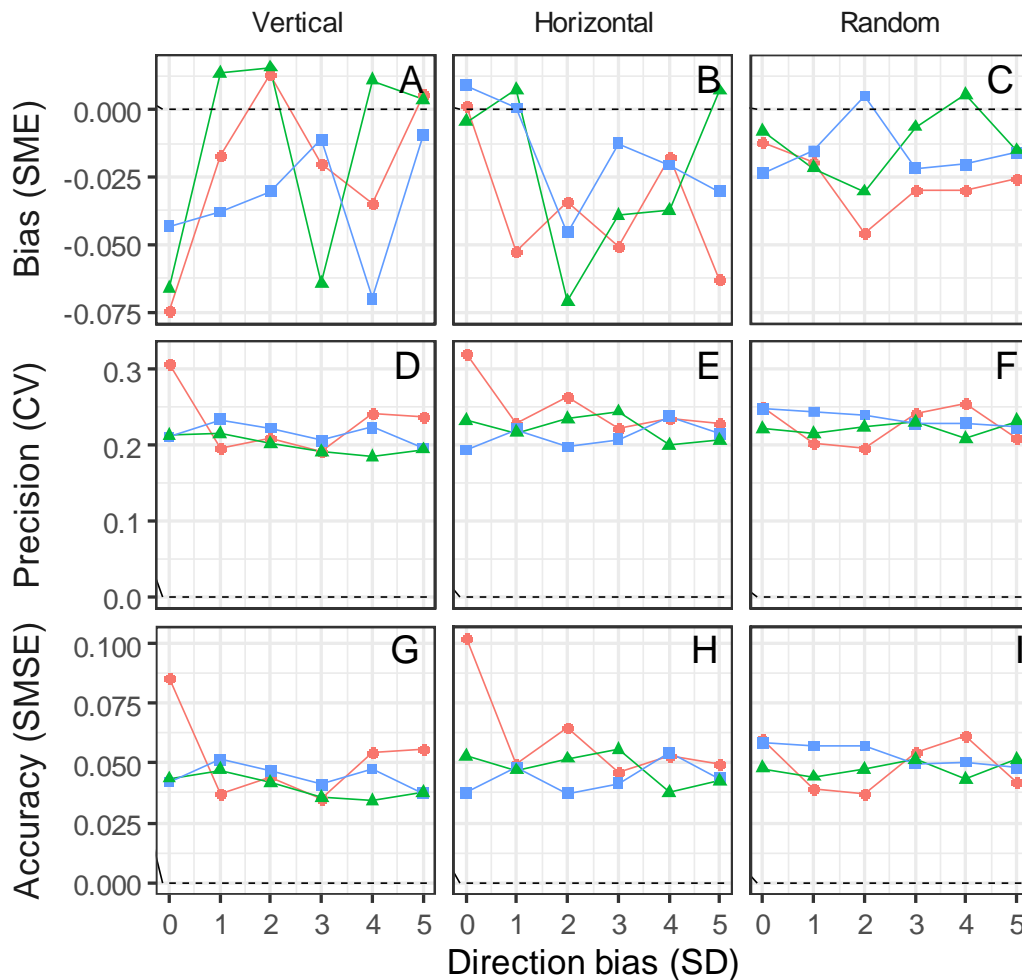 Vertical Horizontal Random
Bias (SME)
0.000
-0.025
-0.050
-0.075
A B C
Precision (CV)
0.3
0.2
0.1
0.0
D E F
Accuracy (SMSE)
0.100
0.075
0.050
0.025
0.000
G H I
0 1 2 3 4 5 0 1 2 3 4 5 0 1 2 3 4 5
Direction bias (SD)